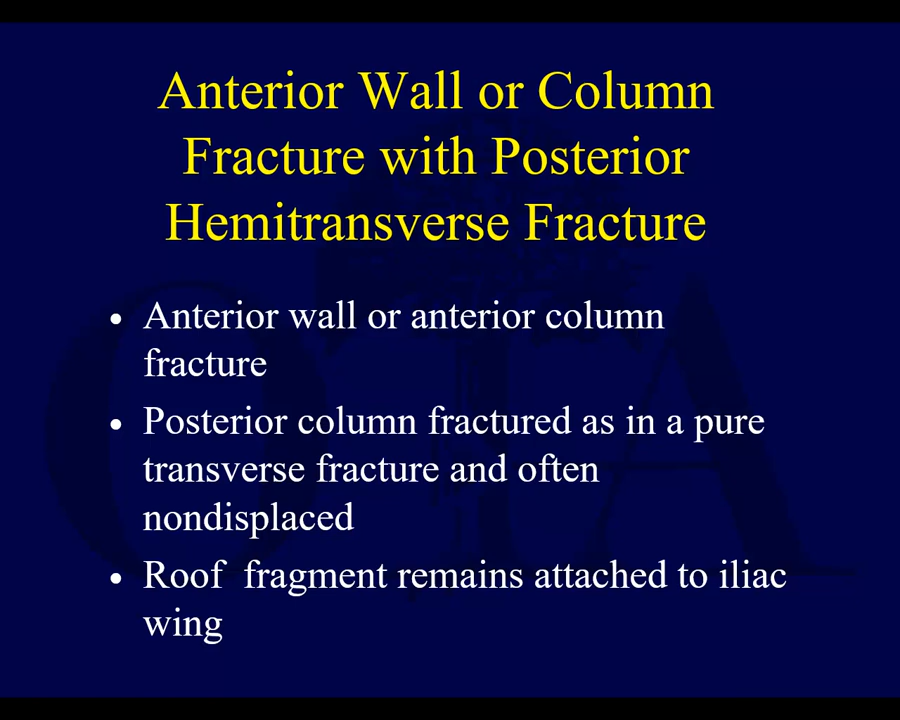 Anterior Wall or Column
Fracture with Posterior
Hemitransverse Fracture
• Anterior wall or anterior column
fracture
• Posterior column fractured as in a pure
transverse fracture and often
nondisplaced
• Roof  fragment remains attached to iliac
wing
OTA